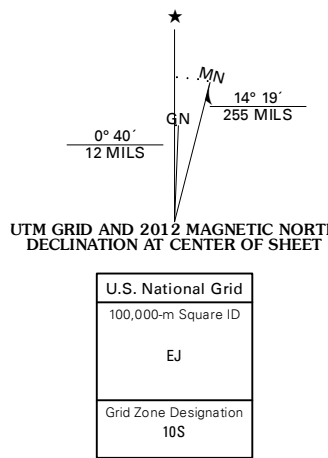 ★
MN
GN
14° 19´
255 MILS
0° 40´
12 MILS
UTM GRID AND 2012 MAGNETIC NORTH
DECLINATION AT CENTER OF SHEET
U.S. National Grid
100,000-m Square ID
EJ
Grid Zone Designation
10S